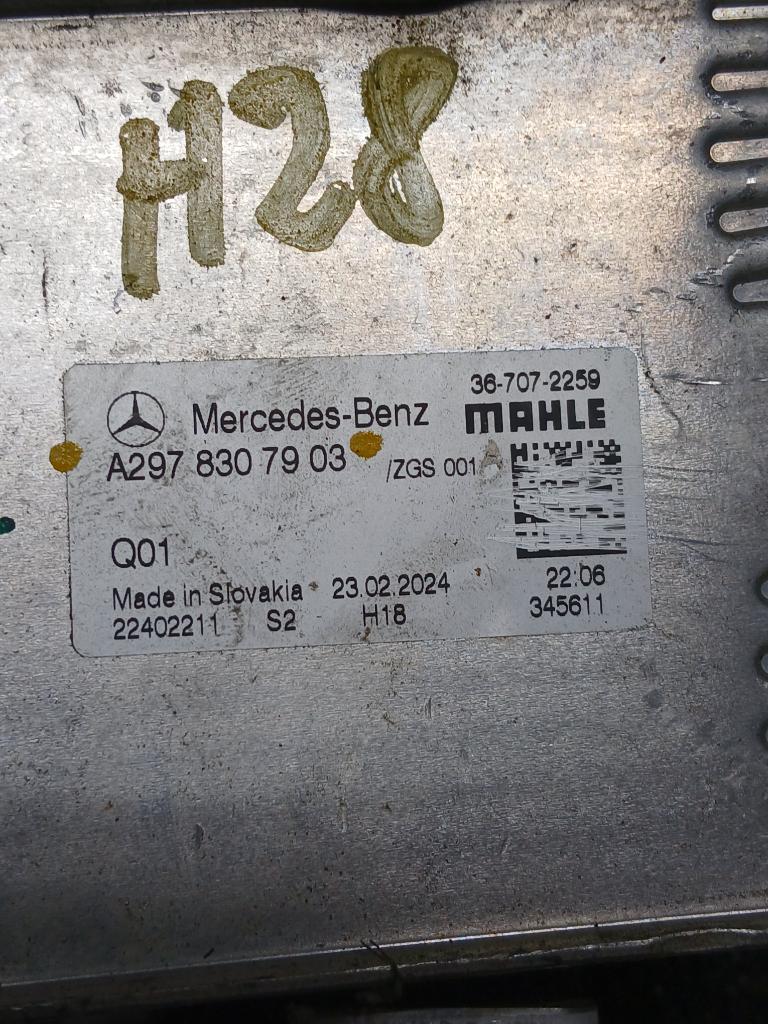 H28
36-707-2259
Mercedes-Benz MAHLE
A297 830 79 03 /ZGS 001 A
Q01
Made in Slovakia 23.02.2024 22:06
22402211 S2 H18 345611